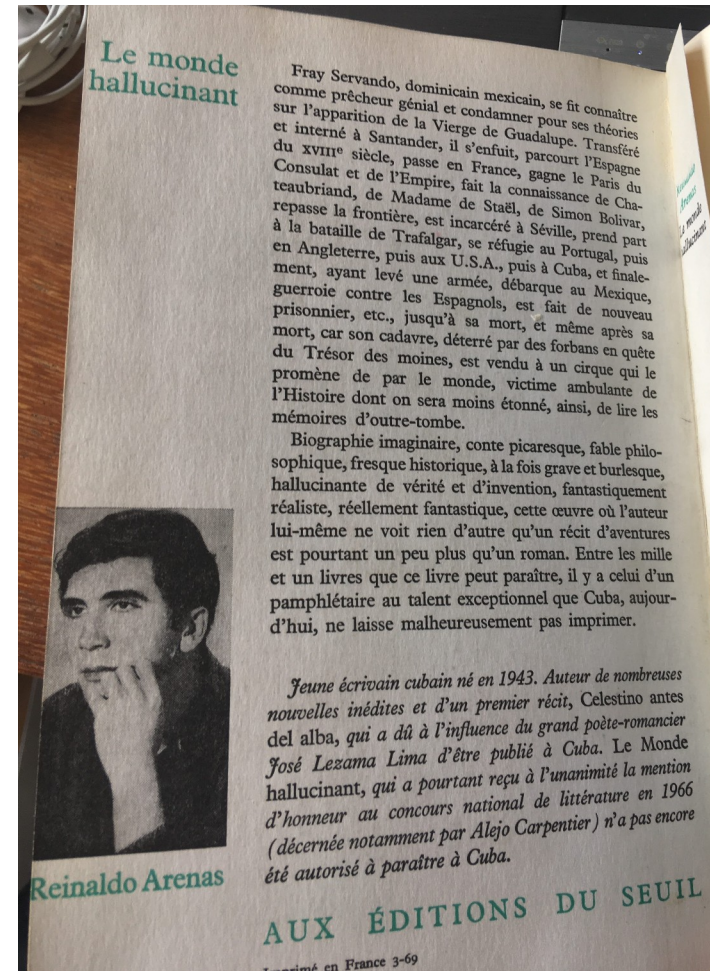 Le monde
hallucinant
Fray Servando, dominicain mexicain, se fit connaître
comme prêcheur génial et condamner pour ses théories
sur l'apparition de la Vierge de Guadalupe. Transféré
et interné à Santander, il s'enfuit, parcourt l'Espagne
du XVIIIe siècle, passe en France, gagne le Paris du
Consulat et de l'Empire, fait la connaissance de Cha-
teaubriand, de Madame de Staël, de Simon Bolivar,
repasse la frontière, est incarcéré à Séville, prend part
à la bataille de Trafalgar, se réfugie au Portugal, puis
en Angleterre, puis aux U.S.A., puis à Cuba, et finale-
ment, ayant levé une armée, débarque au Mexique,
guerroie contre les Espagnols, est fait de nouveau
prisonnier, etc., jusqu'à sa mort, et même après sa
mort, car son cadavre, déterré par des forbans en quête
du Trésor des moines, est vendu à un cirque qui le
promène de par le monde, victime ambulante de
l'Histoire dont on sera moins étonné, ainsi, de lire les
mémoires d'outre-tombe.
Biographie imaginaire, conte picaresque, fable philo-
sophique, fresque historique, à la fois grave et burlesque,
hallucinante de vérité et d'invention, fantastiquement
réaliste, réellement fantastique, cette œuvre où l'auteur
lui-même ne voit rien d'autre qu'un récit d'aventures
est pourtant un peu plus qu'un roman. Entre les mille
et un livres que ce livre peut paraître, il y a celui d'un
pamphlétaire au talent exceptionnel que Cuba, aujour-
d'hui, ne laisse malheureusement pas imprimer.
Jeune écrivain cubain né en 1943. Auteur de nombreuses
nouvelles inédites et d'un premier récit, Celestino antes
del alba, qui a dû à l'influence du grand poète-romancier
José Lezama Lima d'être publié à Cuba. Le Monde
hallucinant, qui a pourtant reçu à l'unanimité la mention
d'honneur au concours national de littérature en 1966
(décernée notamment par Alejo Carpentier) n'a pas encore
été autorisé à paraître à Cuba.
Reinaldo Arenas
AUX ÉDITIONS DU SEUIL
Imprimé en France 3-69
Arenas
Le monde
hallucinant